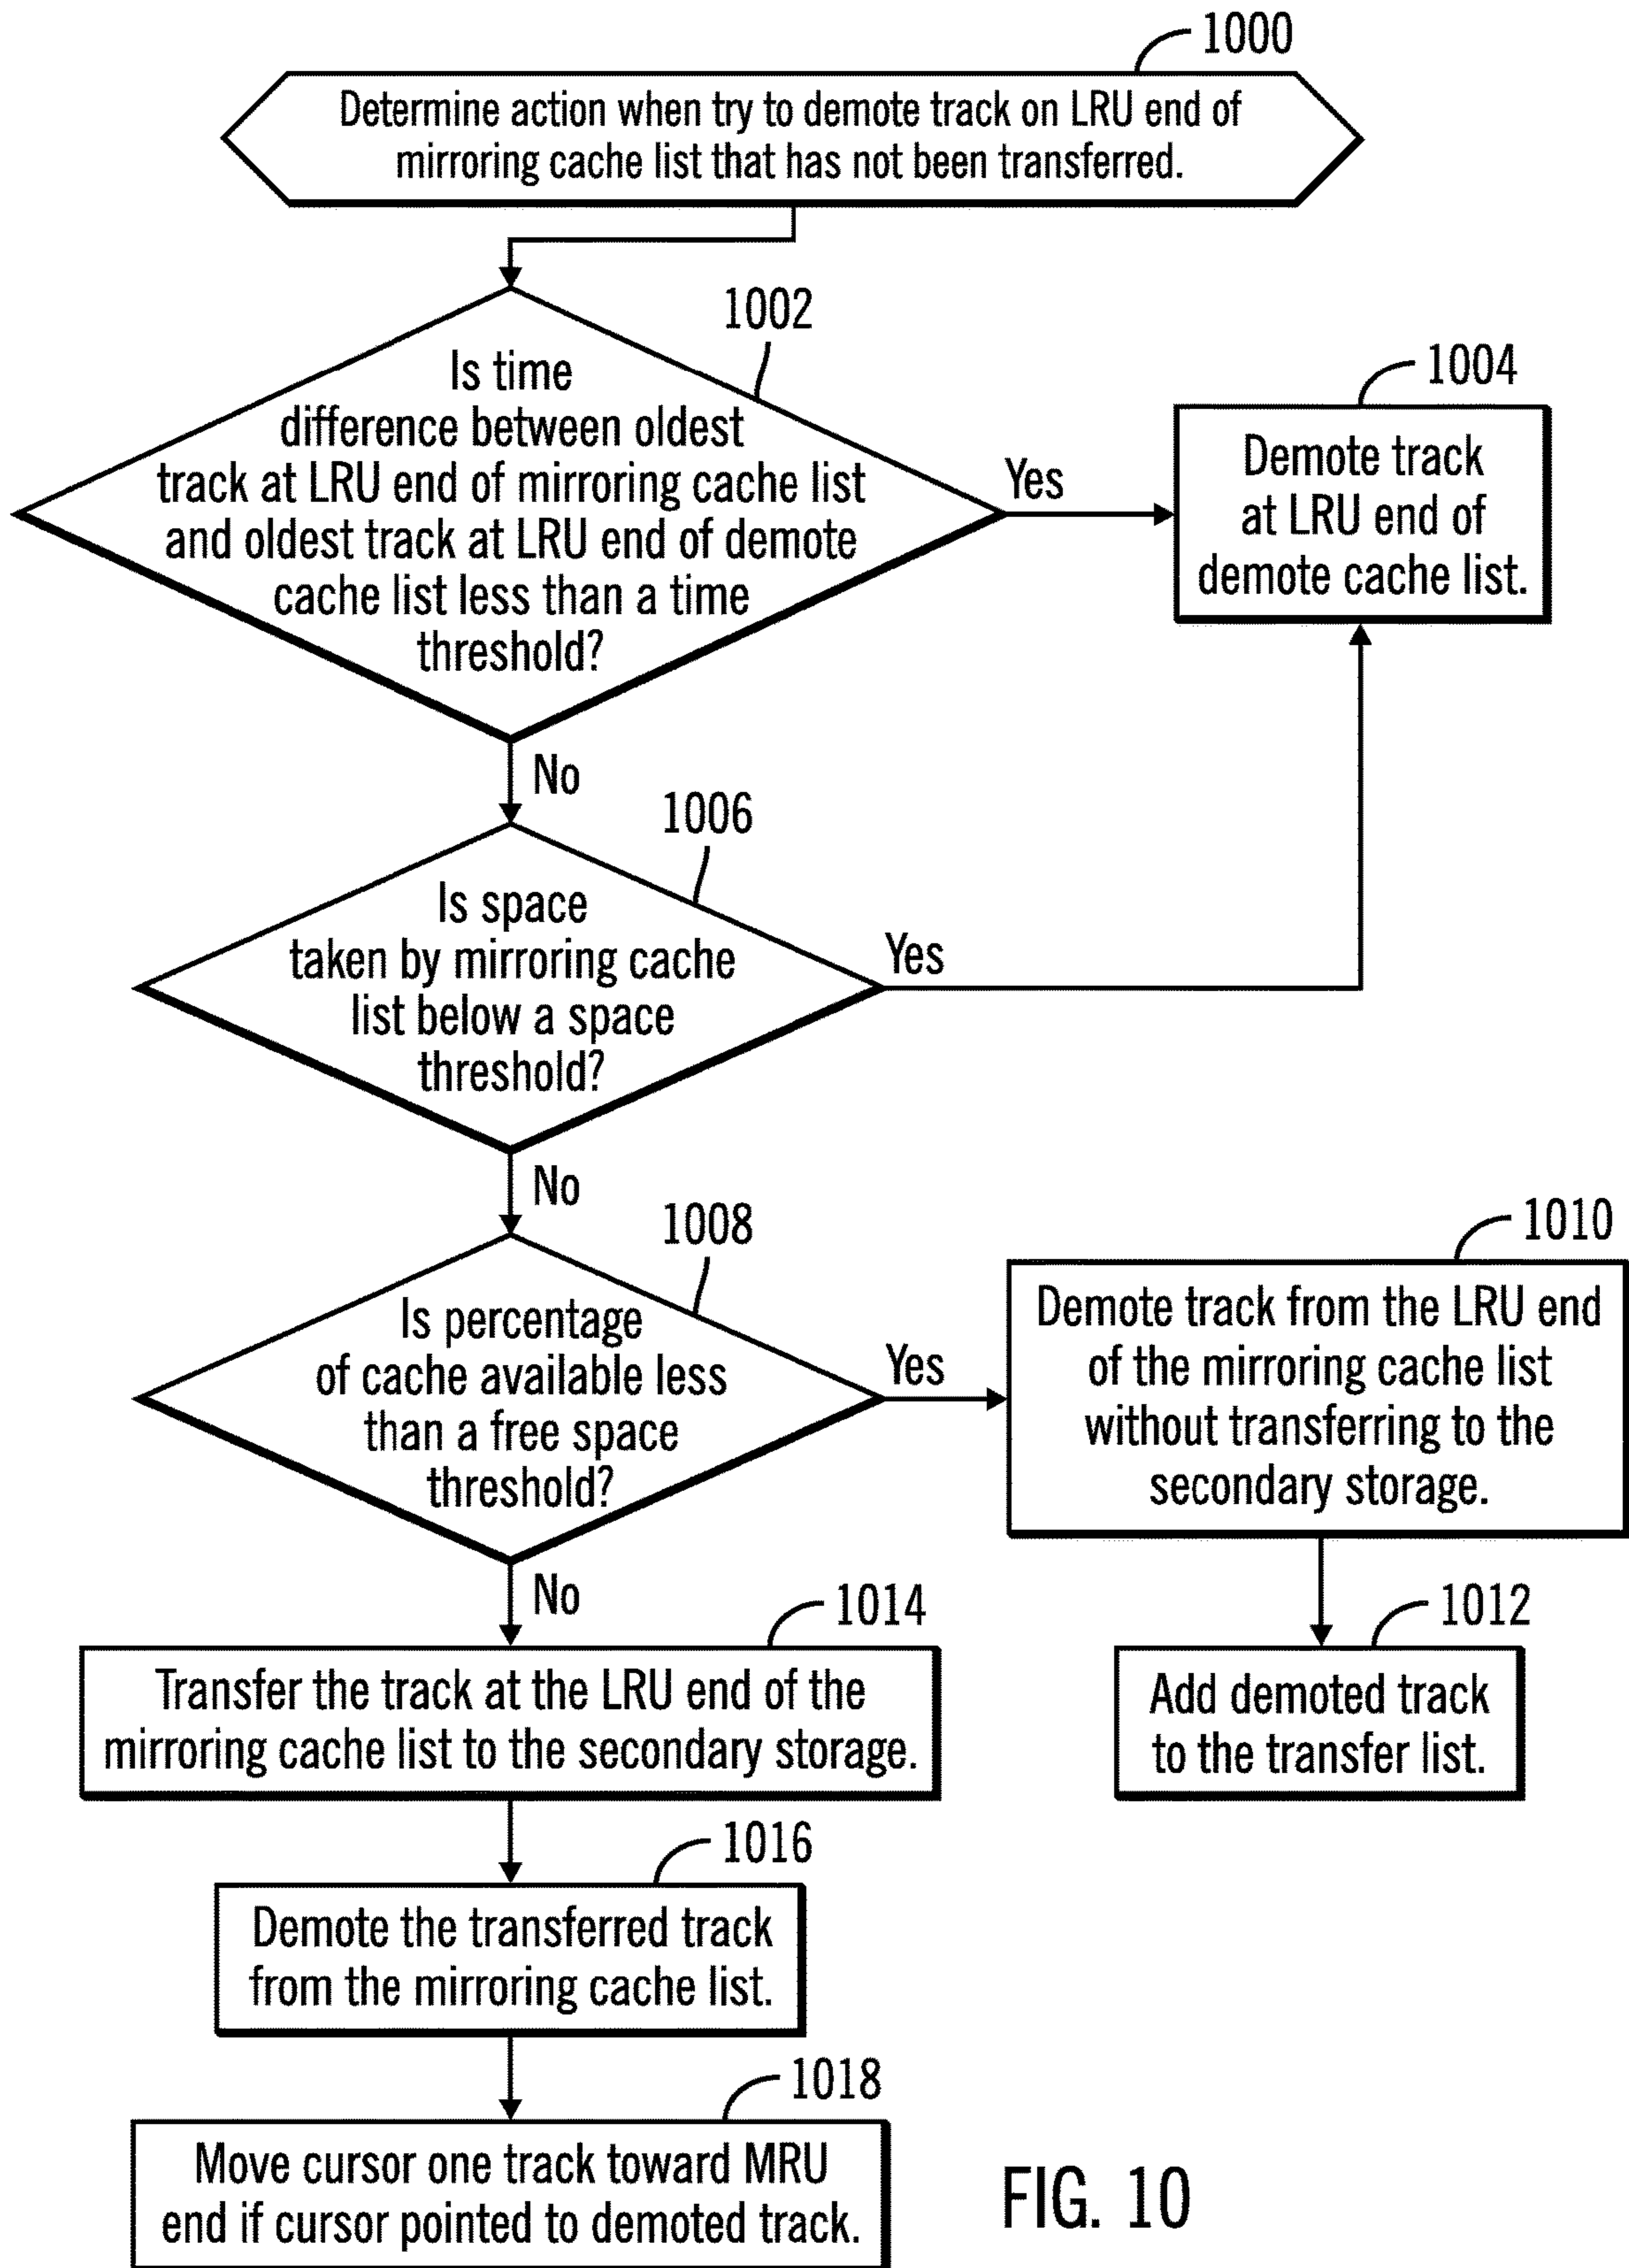 1000
Determine action when try to demote track on LRU end of
mirroring cache list that has not been transferred.
1002
Is time
difference between oldest
track at LRU end of mirroring cache list
and oldest track at LRU end of demote
cache list less than a time
threshold?
Yes
1004
Demote track
at LRU end of
demote cache list.
No
1006
Is space
taken by mirroring cache
list below a space
threshold?
Yes
No
1008
Is percentage
of cache available less
than a free space
threshold?
Yes
1010
Demote track from the LRU end
of the mirroring cache list
without transferring to the
secondary storage.
1012
Add demoted track
to the transfer list.
No
1014
Transfer the track at the LRU end of the
mirroring cache list to the secondary storage.
1016
Demote the transferred track
from the mirroring cache list.
1018
Move cursor one track toward MRU
end if cursor pointed to demoted track.
FIG. 10